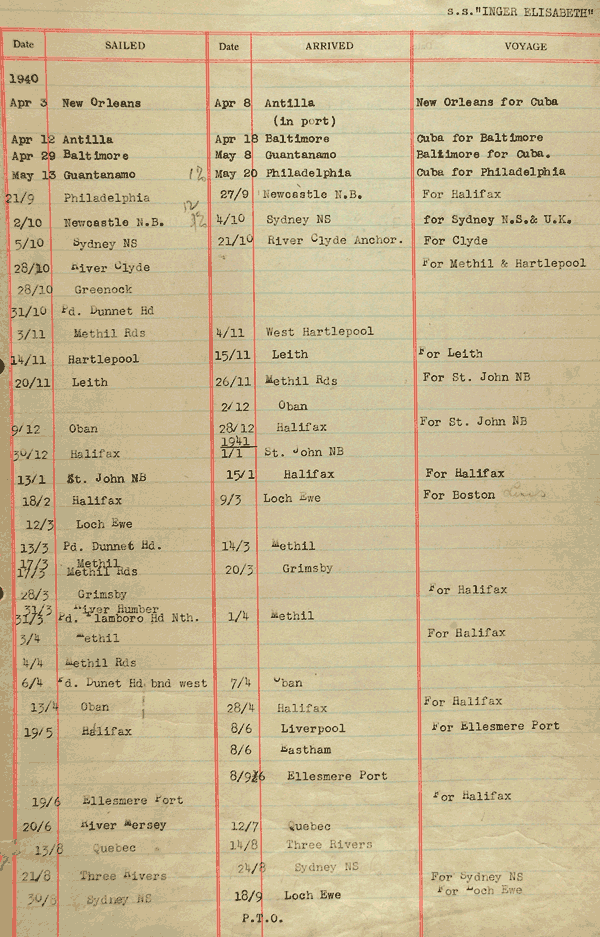 s.s."INGER ELISABETH"
Date SAILED Date ARRIVED VOYAGE
1940
Apr 3 New Orleans Apr 8 Antilla New Orleans for Cuba
(in port)
Apr 12 Antilla Apr 18 Baltimore Cuba for Baltimore
Apr 29 Baltimore May 8 Guantanamo Baltimore for Cuba.
May 13 Guantanamo May 20 Philadelphia Cuba for Philadelphia
21/9 Philadelphia 27/9 Newcastle N.B. For Halifax
2/10 Newcastle N.B. 4/10 Sydney NS for Sydney N.S.& U.K.
5/10 Sydney NS 21/10 River Clyde Anchor. For Clyde
28/10 River Clyde For Methil & Hartlepool
28/10 Greenock
31/10 Pd. Dunnet Hd
3/11 Methil Rds 4/11 West Hartlepool
14/11 Hartlepool 15/11 Leith For Leith
20/11 Leith 26/11 Methil Rds For St. John NB
2/12 Oban
9/12 Oban 28/12 Halifax For St. John NB
1941
30/12 Halifax 1/1 St. John NB
13/1 St. John NB 15/1 Halifax For Halifax
18/2 Halifax 9/3 Loch Ewe For Boston
12/3 Loch Ewe
13/3 Pd. Dunnet Hd. 14/3 Methil
17/3 Methil
17/3 Methil Rds 20/3 Grimsby
28/3 Grimsby For Halifax
31/3 River Humber
31/3 Pd. Flamboro Hd Nth. 1/4 Methil
3/4 Methil For Halifax
4/4 Methil Rds
6/4 Pd. Dunet Hd bnd west 7/4 Oban
13/4 Oban 28/4 Halifax For Halifax
19/5 Halifax 8/6 Liverpool For Ellesmere Port
8/6 Eastham
Ellesmere Port
19/6 Ellesmere Port For Halifax
20/6 River Mersey 12/7 Quebec
13/8 Quebec 14/8 Three Rivers
24/8 Sydney NS
21/8 Three Rivers For Sydney NS
30/8 Sydney NS 18/9 Loch Ewe For Loch Ewe
P.T.O.